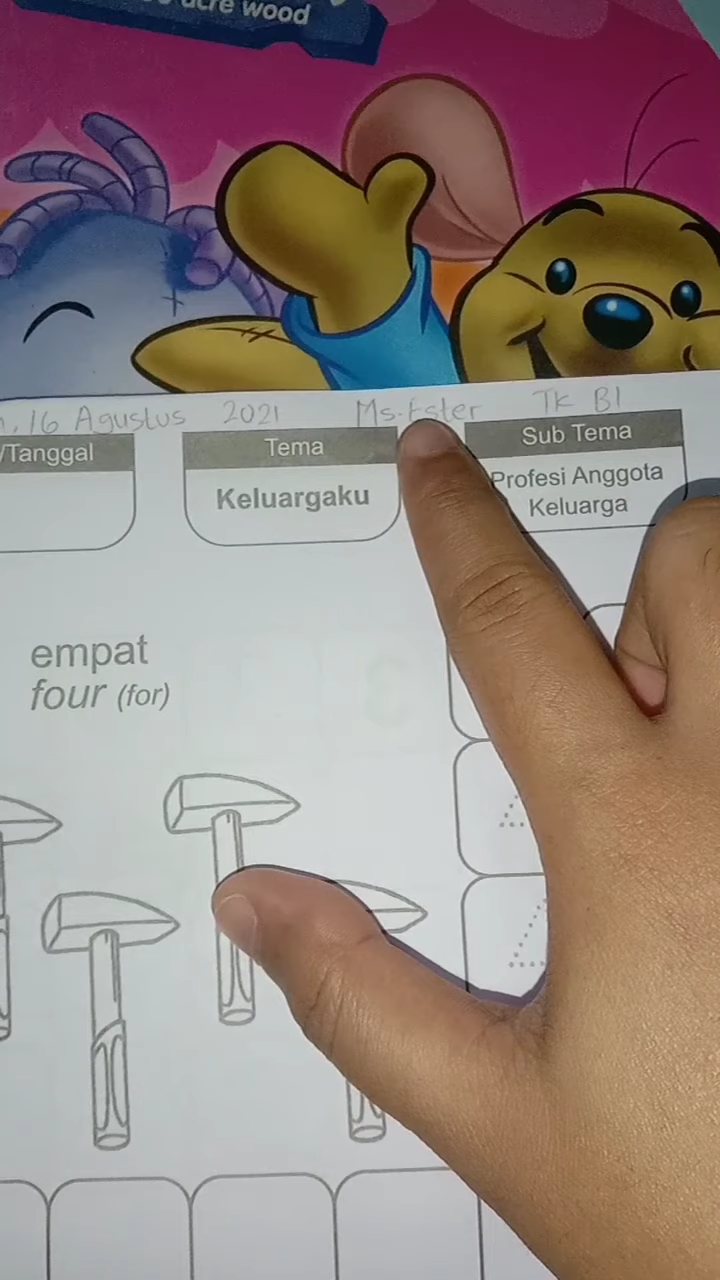 wood
16 Agustus 2021 Ms. Ester TK B1
/Tanggal
Tema
Keluargaku
Sub Tema
Profesi Anggota
Keluarga
empat
four (for)